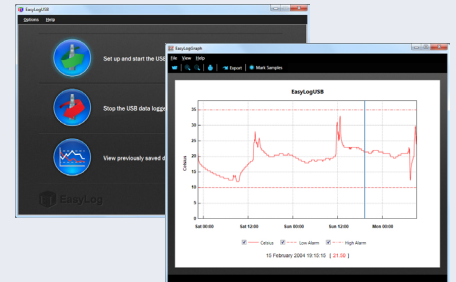 EasyLogUSB
Options Help
Set up and start the USB
Stop the USB data logge
View previously saved d
EasyLog
EasyLogGraph
File View Help
Export Mark Samples
EasyLogUSB
35
30
25
20
15
10
5
0
Celsius
Sat 00:00 Sat 12:00 Sun 00:00 Sun 12:00 Mon 00:00
Celsius Low Alarm High Alarm
15 February 2004 19:15:15 [ 21.50 ]